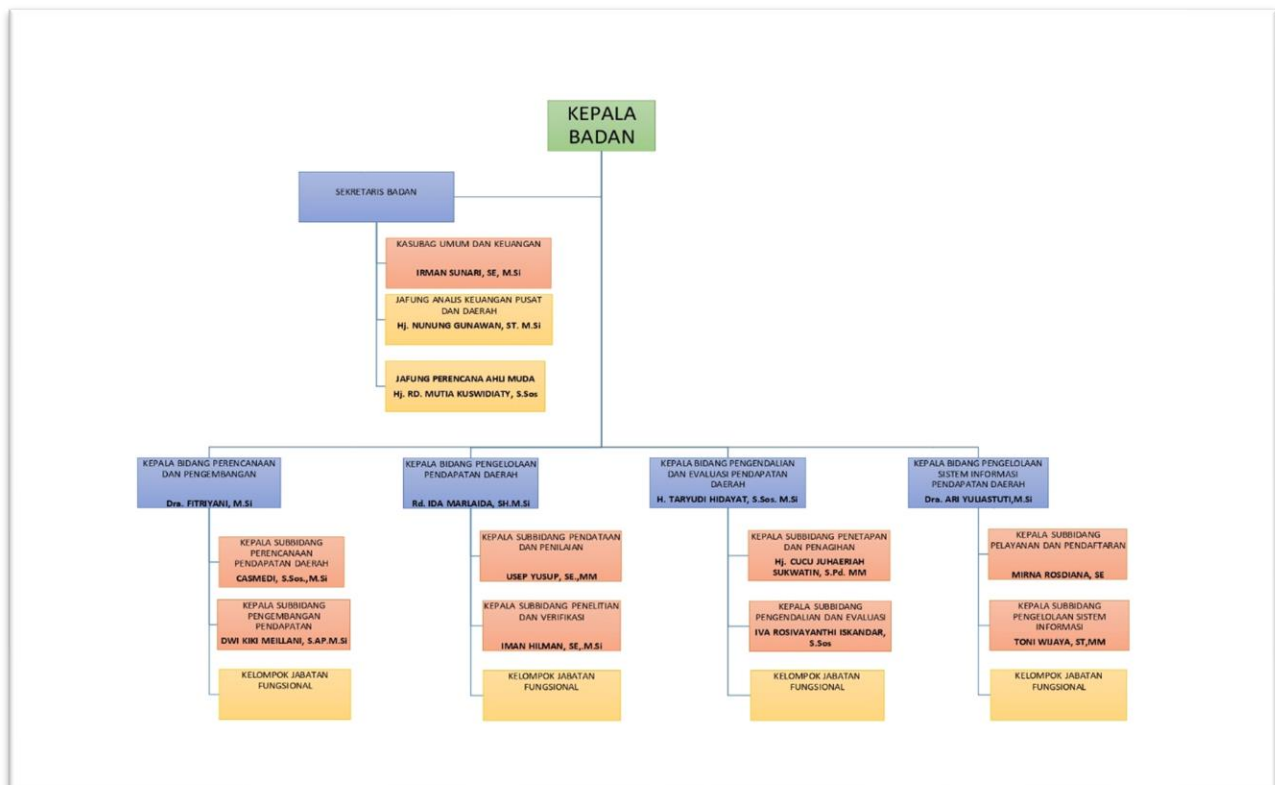 KEPALA
BADAN
SEKRETARIS BADAN
KASUBAG UMUM DAN KEUANGAN
IRMAN SUNARI, SE, M.Si
JAFUNG ANALIS KEUANGAN PUSAT
DAN DAERAH
Hj. NUNUNG GUNAWAN, ST. M.Si
JAFUNG PERENCANA AHLI MUDA
Hj. RD. MUTIA KUSWIDIATY, S.Sos
KEPALA BIDANG PERENCANAAN
DAN PENGEMBANGAN
Dra. FITRIYANI, M.Si
KEPALA SUBBIDANG
PERENCANAAN
PENDAPATAN DAERAH
CASMEDI, S.Sos.,M.Si
KEPALA SUBBIDANG
PENGEMBANGAN
PENDAPATAN
DWI KIKI MEILLANI, S.AP.M.Si
KELOMPOK JABATAN
FUNGSIONAL
KEPALA BIDANG PENGELOLAAN
PENDAPATAN DAERAH
Rd. IDA MARLAIDA, SH.M.Si
KEPALA SUBBIDANG PENDATAAN
DAN PENILAIAN
USEP YUSUP, SE.,MM
KEPALA SUBBIDANG PENELITIAN
DAN VERIFIKASI
IMAN HILMAN, SE,.M.Si
KELOMPOK JABATAN
FUNGSIONAL
KEPALA BIDANG PENGENDALIAN
DAN EVALUASI PENDAPATAN
DAERAH
H. TARYUDI HIDAYAT, S.Sos. M.Si
KEPALA SUBBIDANG PENETAPAN
DAN PENAGIHAN
Hj. CUCU JUHAERIAH
SUKWATIN, S.Pd. MM
KEPALA SUBBIDANG
PENGENDALIAN DAN EVALUASI
IVA ROSIVAYANTHI ISKANDAR,
S.Sos
KELOMPOK JABATAN
FUNGSIONAL
KEPALA BIDANG PENGELOLAAN
SISTEM INFORMASI
PENDAPATAN DAERAH
Dra. ARI YULIASTUTI,M.Si
KEPALA SUBBIDANG
PELAYANAN DAN PENDAFTARAN
MIRNA ROSDIANA, SE
KEPALA SUBBIDANG
PENGELOLAAN SISTEM
INFORMASI
TONI WIJAYA, ST,MM
KELOMPOK JABATAN
FUNGSIONAL